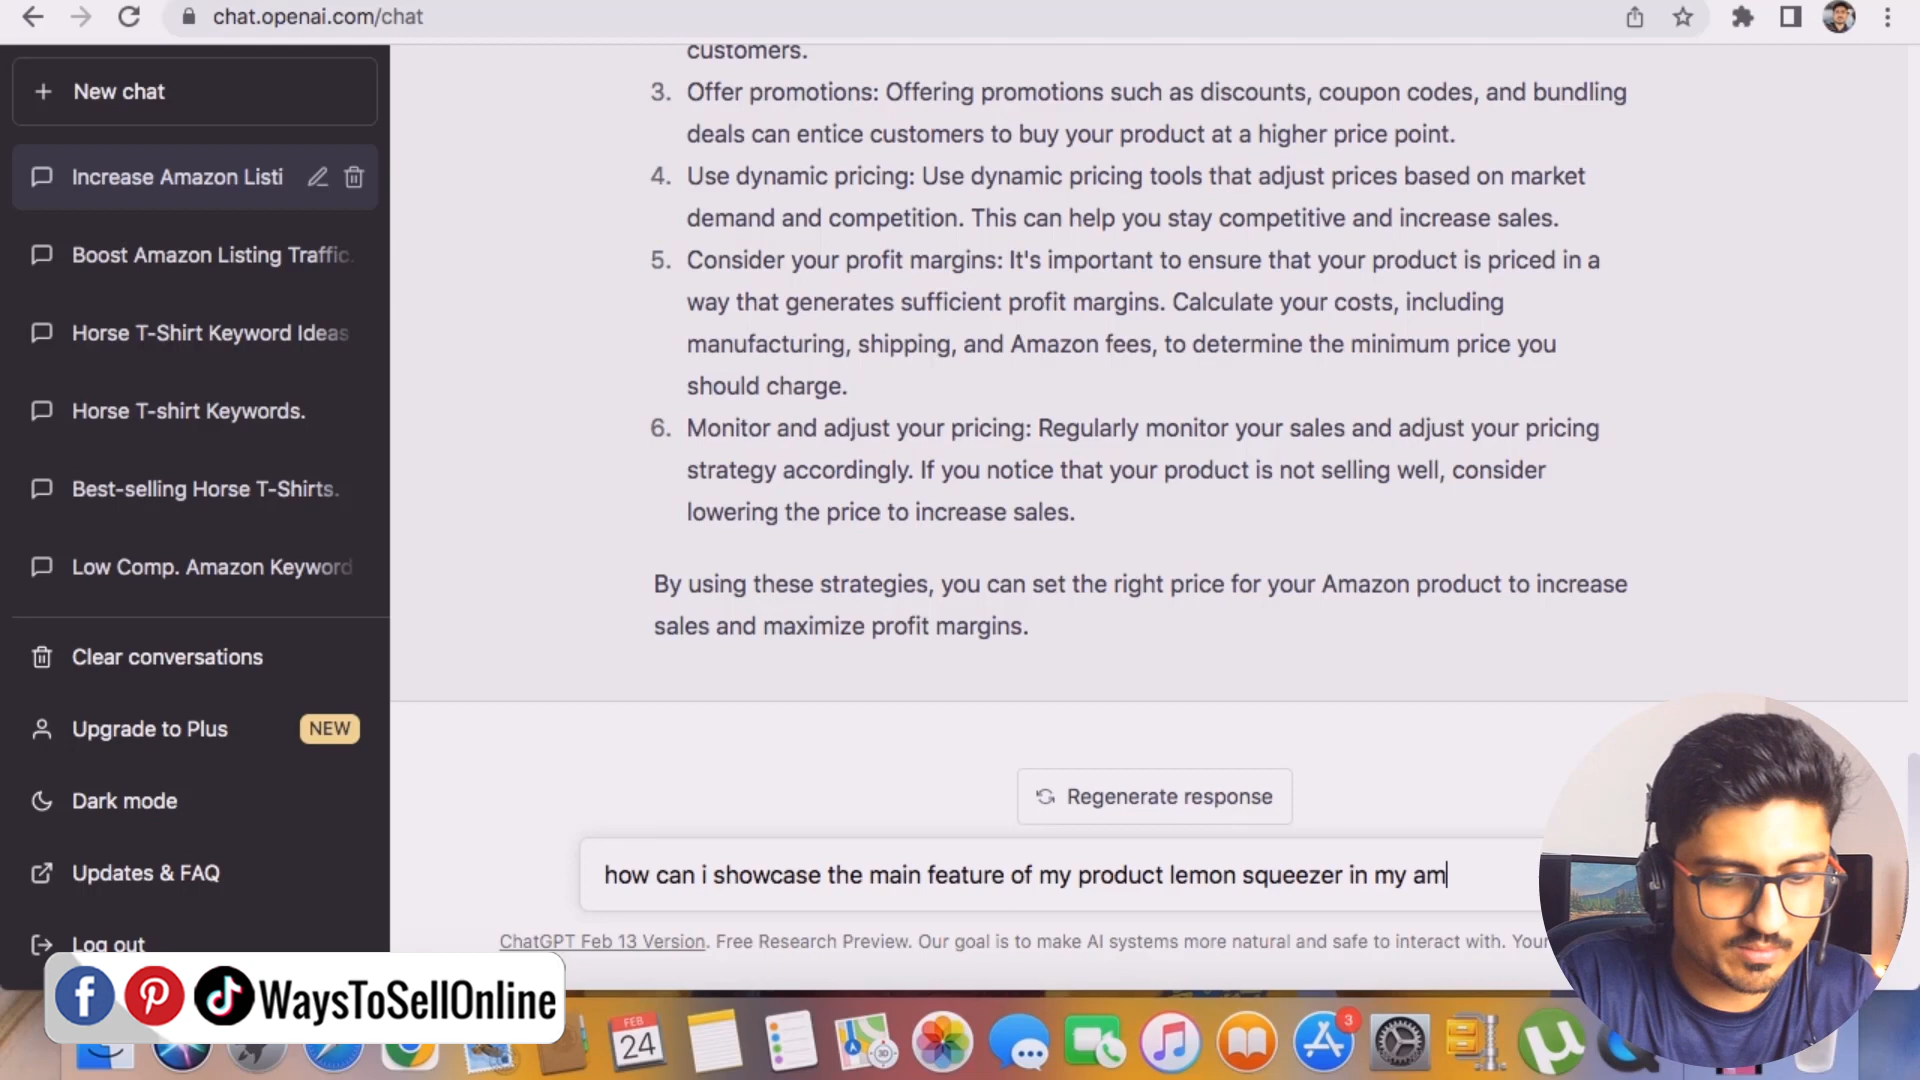 chat.openai.com/chat
New chat
Increase Amazon Listi
Boost Amazon Listing Traffic.
Horse T-Shirt Keyword Ideas
Horse T-shirt Keywords.
Best-selling Horse T-Shirts.
Low Comp. Amazon Keyword
Clear conversations
Upgrade to Plus
NEW
Dark mode
Updates & FAQ
Log out
customers.
3. Offer promotions: Offering promotions such as discounts, coupon codes, and bundling
deals can entice customers to buy your product at a higher price point.
4. Use dynamic pricing: Use dynamic pricing tools that adjust prices based on market
demand and competition. This can help you stay competitive and increase sales.
5. Consider your profit margins: It's important to ensure that your product is priced in a
way that generates sufficient profit margins. Calculate your costs, including
manufacturing, shipping, and Amazon fees, to determine the minimum price you
should charge.
6. Monitor and adjust your pricing: Regularly monitor your sales and adjust your pricing
strategy accordingly. If you notice that your product is not selling well, consider
lowering the price to increase sales.
By using these strategies, you can set the right price for your Amazon product to increase
sales and maximize profit margins.
Regenerate response
how can i showcase the main feature of my product lemon squeezer in my am
ChatGPT Feb 13 Version. Free Research Preview. Our goal is to make AI systems more natural and safe to interact with. Your
WaysToSellOnline
FEB
24
3